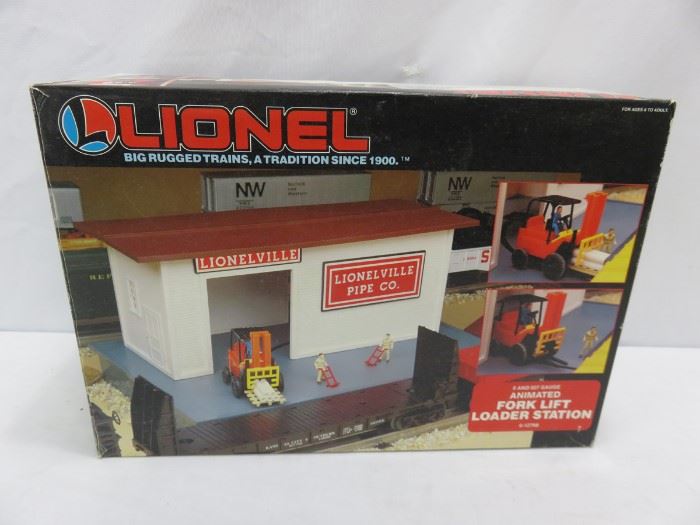 LIONEL®
BIG RUGGED TRAINS, A TRADITION SINCE 1900.™
FOR AGES 8 TO ADULT.
NW
NW
LIONELVILLE
LIONELVILLE
PIPE CO.
S
O AND 027 GAUGE
ANIMATED
FORK LIFT
LOADER STATION